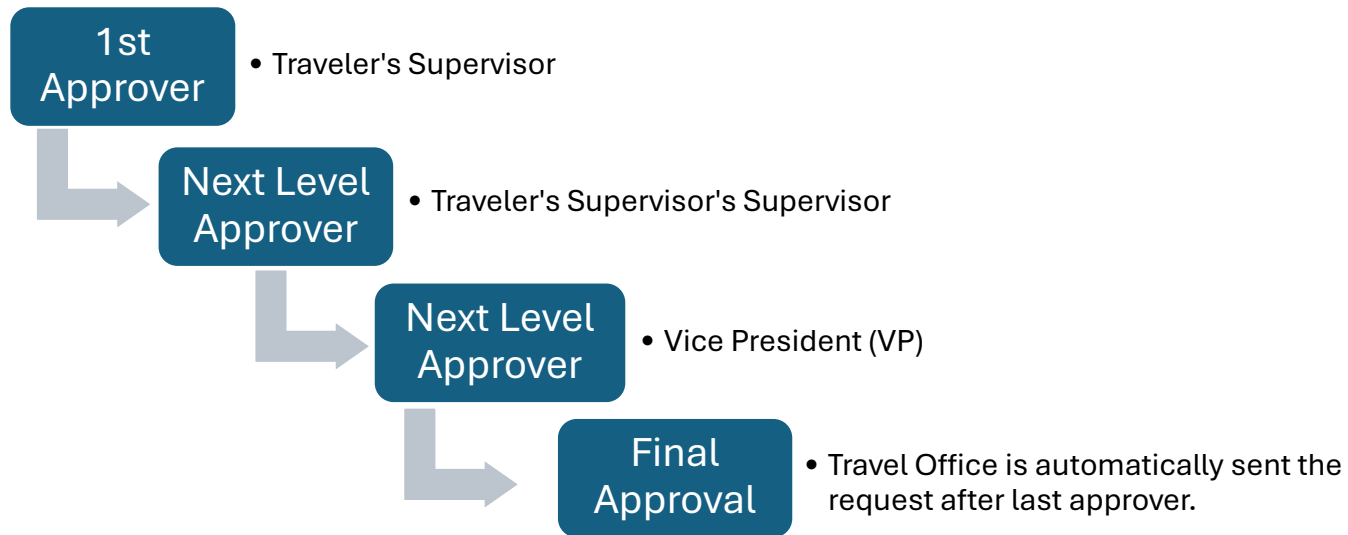 1st
Approver
• Traveler's Supervisor
Next Level
Approver
• Traveler's Supervisor's Supervisor
Next Level
Approver
• Vice President (VP)
Final
Approval
• Travel Office is automatically sent the
request after last approver.